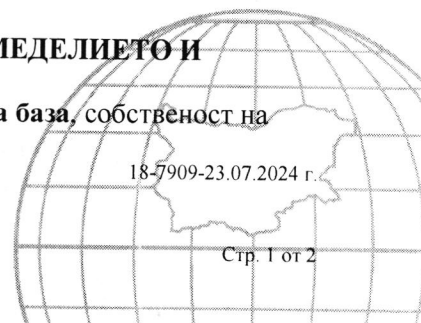 МЕДЕЛИЕТО И
а база, собственост на
18-7909-23.07.2024 г.
Стр. 1 от 2